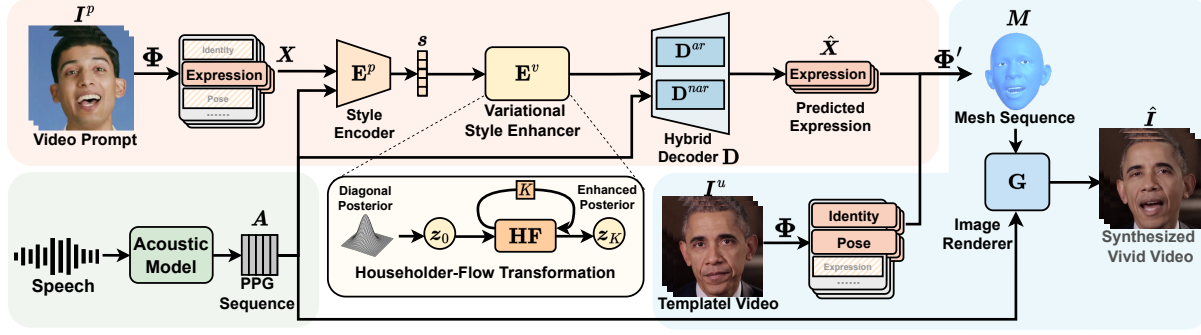 I^p
Φ
Identity
Expression
Pose
......
X
Video Prompt
E^p
Style
Encoder
s
E^v
Variational
Style Enhancer
D^{ar}
D^{nar}
Hybrid
Decoder D
X̂
Expression
Predicted
Expression
Φ′
M
Mesh Sequence
Speech
Acoustic
Model
A
PPG
Sequence
Diagonal
Posterior
z_0
K
HF
Enhanced
Posterior
z_K
Householder-Flow Transformation
I^u
Templatel Video
Φ
Identity
Pose
Expression
......
G
Image
Renderer
Î
Synthesized
Vivid Video